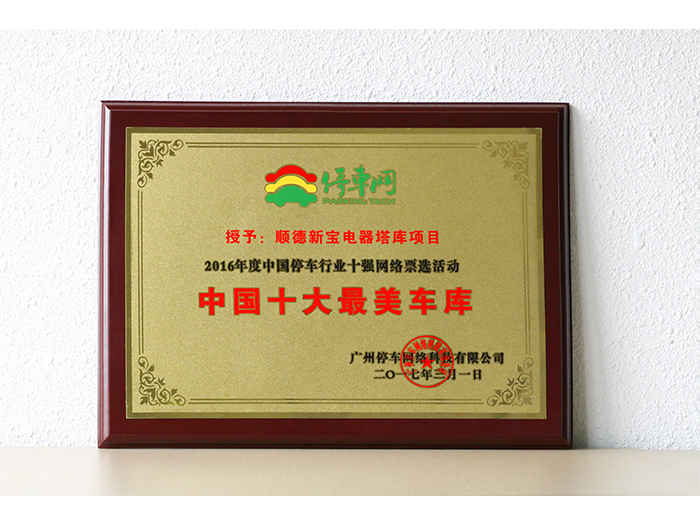 停车网
PARKING TECH
授予：顺德新宝电器塔库项目
2016年度中国停车行业十强网络票选活动
中国十大最美车库
广州停车网络科技有限公司
二〇一七年三月一日